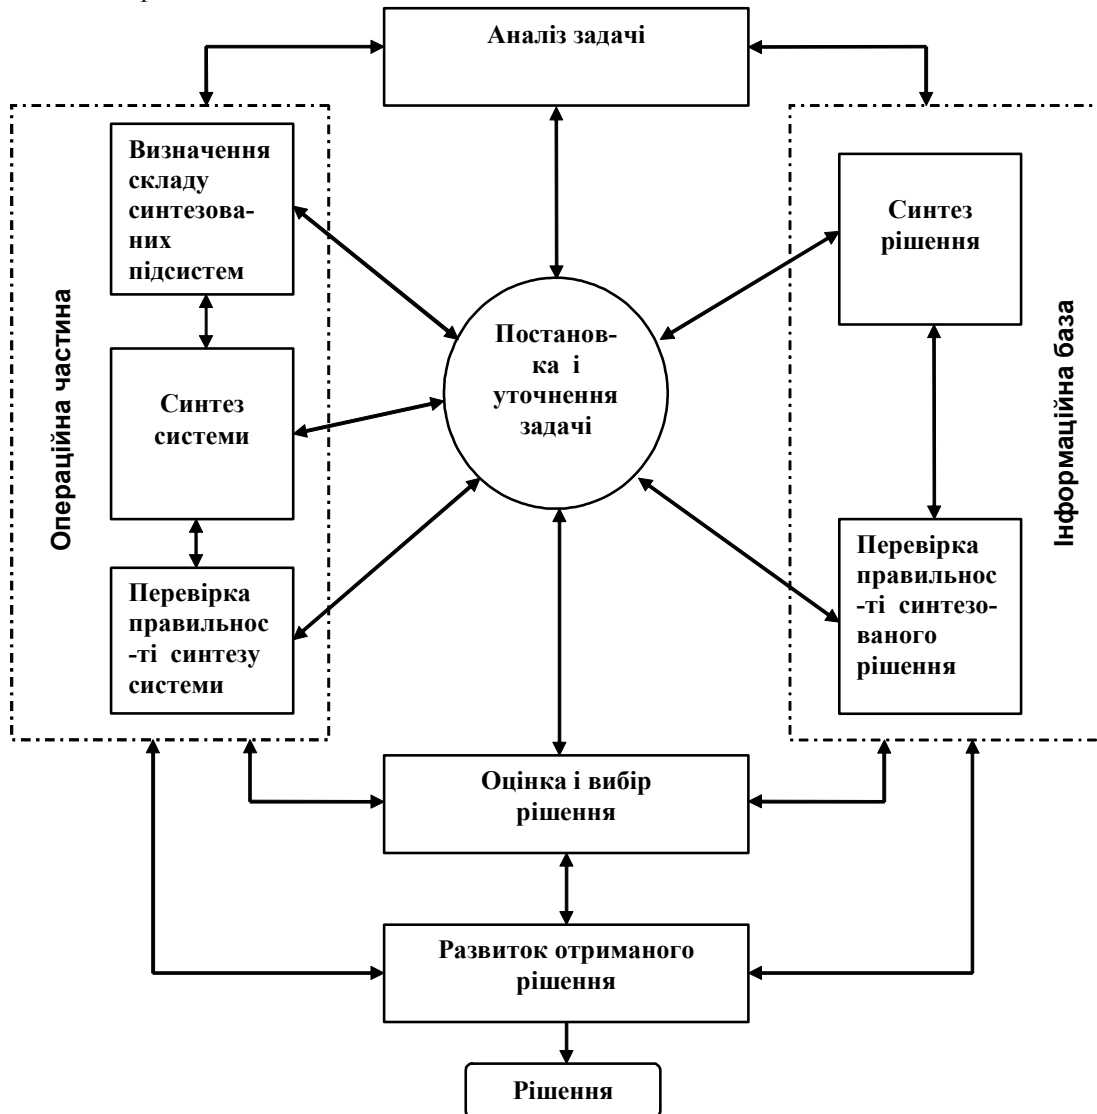 Аналіз задачі
Визначення
складу
синтезова-
них
підсистем
Синтез
системи
Перевірка
правильнос
-ті синтезу
системи
Операційна частина
Постанов-
ка і
уточнення
задачі
Синтез
рішення
Перевірка
правильнос
-ті синтезо-
ваного
рішення
Інформаційна база
Оцінка і вибір
рішення
Развиток отриманого
рішення
Рішення